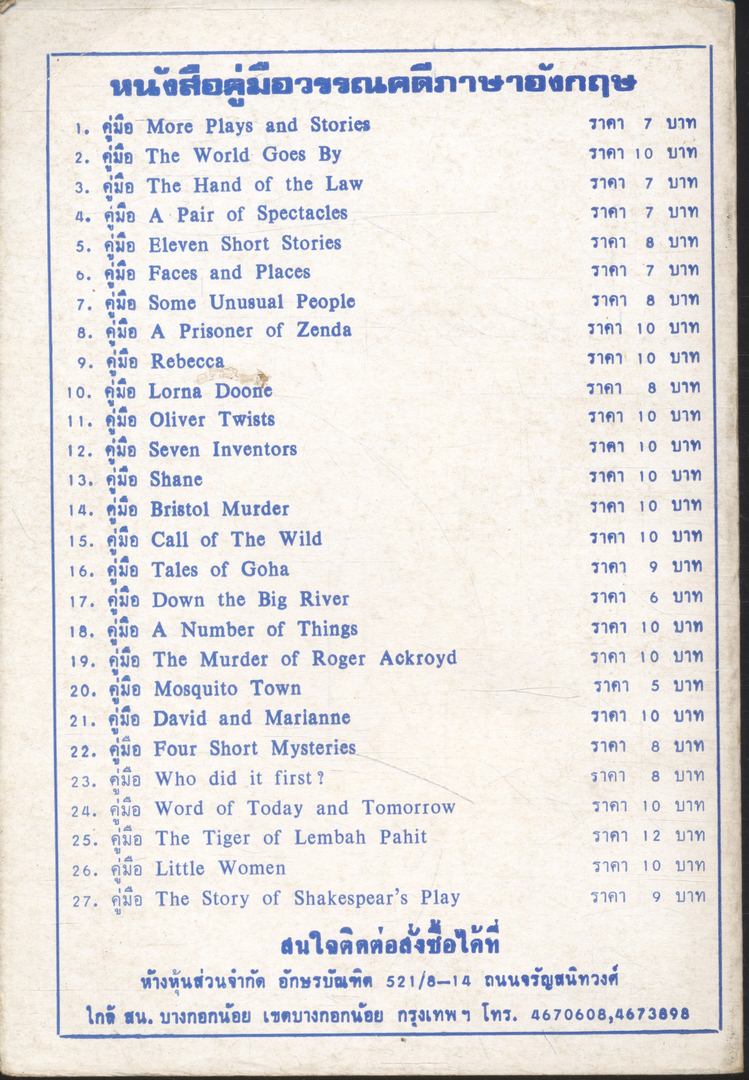 หนังสือคู่มือวรรณคดีภาษาอังกฤษ
1. คู่มือ More Plays and Stories ราคา 7 บาท
2. คู่มือ The World Goes By ราคา 10 บาท
3. คู่มือ The Hand of the Law ราคา 7 บาท
4. คู่มือ A Pair of Spectacles ราคา 7 บาท
5. คู่มือ Eleven Short Stories ราคา 8 บาท
6. คู่มือ Faces and Places ราคา 7 บาท
7. คู่มือ Some Unusual People ราคา 8 บาท
8. คู่มือ A Prisoner of Zenda ราคา 10 บาท
9. คู่มือ Rebecca ราคา 10 บาท
10. คู่มือ Lorna Doone ราคา 8 บาท
11. คู่มือ Oliver Twists ราคา 10 บาท
12. คู่มือ Seven Inventors ราคา 10 บาท
13. คู่มือ Shane ราคา 10 บาท
14. คู่มือ Bristol Murder ราคา 10 บาท
15. คู่มือ Call of The Wild ราคา 10 บาท
16. คู่มือ Tales of Goha ราคา 9 บาท
17. คู่มือ Down the Big River ราคา 6 บาท
18. คู่มือ A Number of Things ราคา 10 บาท
19. คู่มือ The Murder of Roger Ackroyd ราคา 10 บาท
20. คู่มือ Mosquito Town ราคา 5 บาท
21. คู่มือ David and Marianne ราคา 10 บาท
22. คู่มือ Four Short Mysteries ราคา 8 บาท
23. คู่มือ Who did it first? ราคา 8 บาท
24. คู่มือ Word of Today and Tomorrow ราคา 10 บาท
25. คู่มือ The Tiger of Lembah Pahit ราคา 12 บาท
26. คู่มือ Little Women ราคา 10 บาท
27. คู่มือ The Story of Shakespear's Play ราคา 9 บาท
สนใจติดต่อสั่งซื้อได้ที่
ห้างหุ้นส่วนจำกัด อักษรบัณฑิต 521/8–14 ถนนจรัญสนิทวงศ์
ใกล้ สน. บางกอกน้อย เขตบางกอกน้อย กรุงเทพฯ โทร. 4670608,4673898